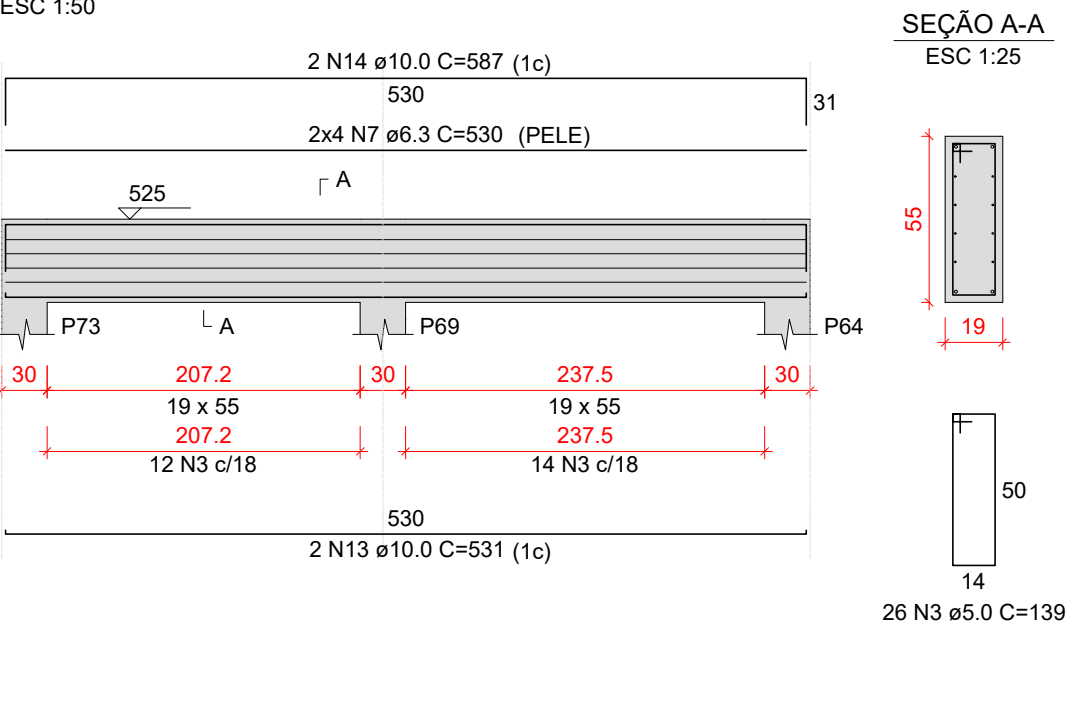 ESC 1:50
SEÇÃO A-A
ESC 1:25
2 N14 ø10.0 C=587 (1c)
530
31
2x4 N7 ø6.3 C=530 (PELE)
A
525
55
P73
A
P69
P64
19
30
207.2
30
237.5
30
19 x 55
19 x 55
207.2
237.5
12 N3 c/18
14 N3 c/18
50
530
2 N13 ø10.0 C=531 (1c)
14
26 N3 ø5.0 C=139